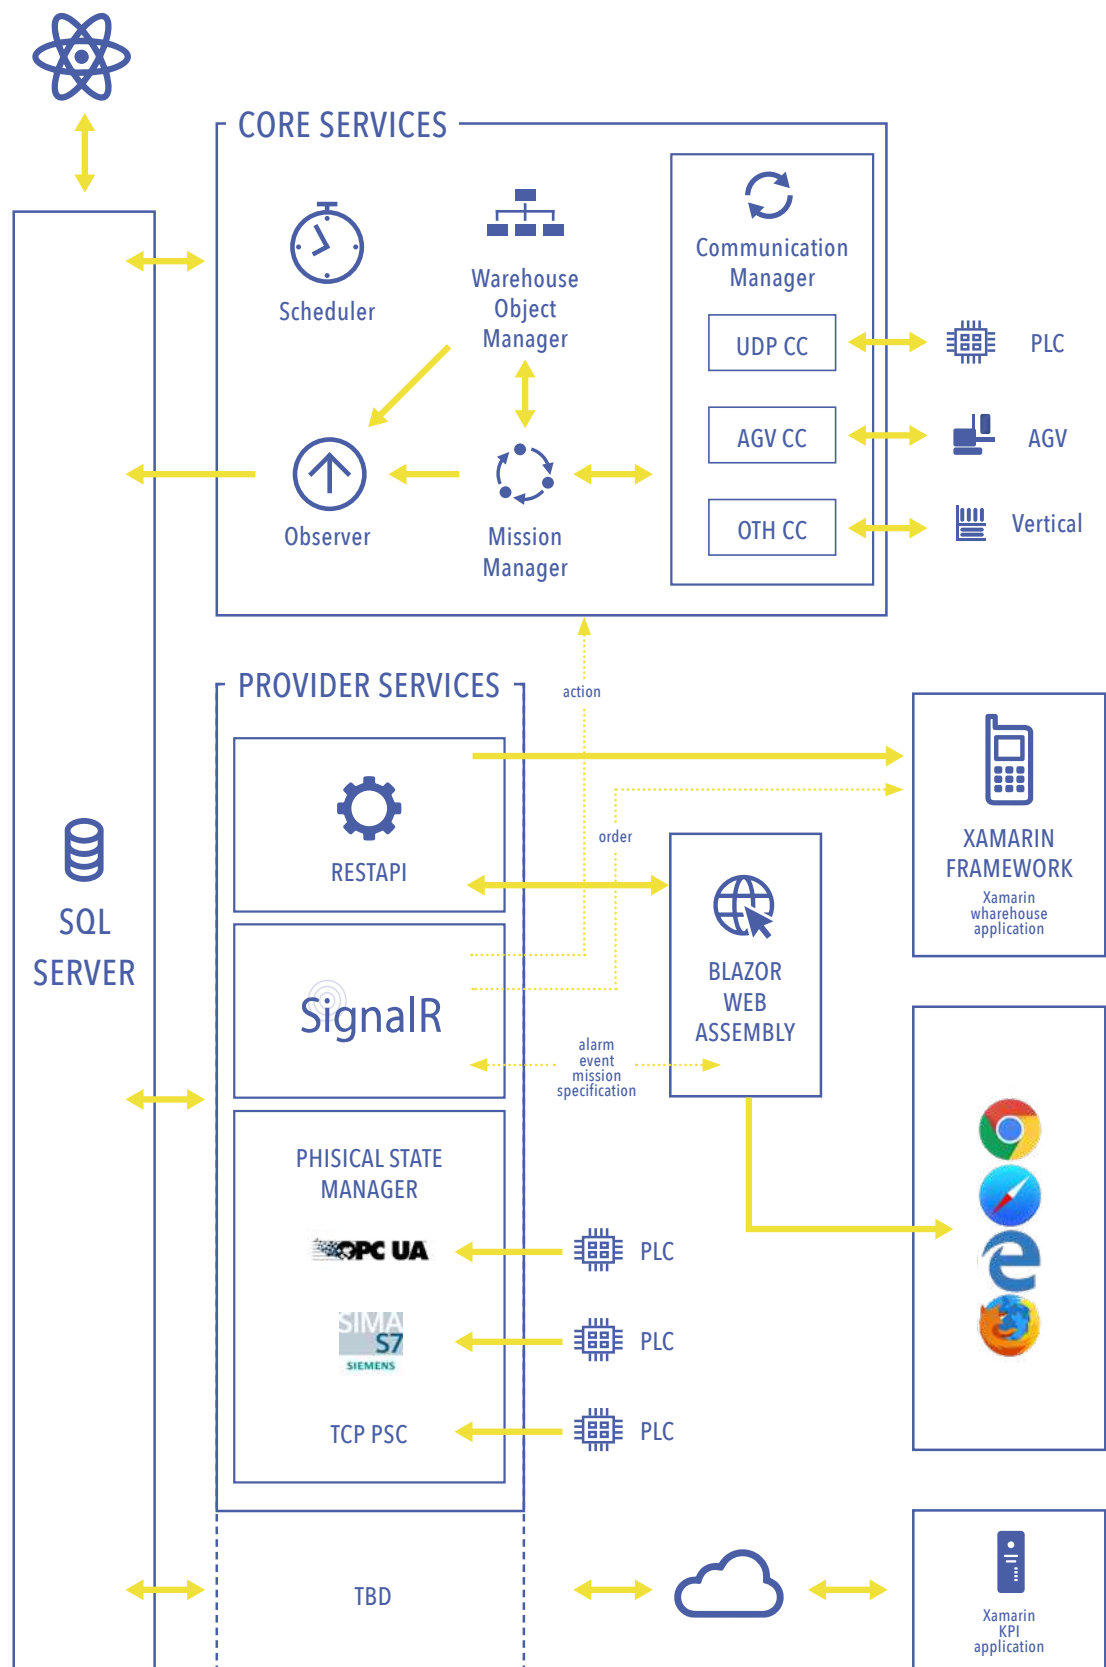 CORE SERVICES
Scheduler
Warehouse
Object
Manager
Communication
Manager
UDP CC
PLC
AGV CC
AGV
OTH CC
Vertical
Observer
Mission
Manager
PROVIDER SERVICES
action
RESTAPI
order
XAMARIN
FRAMEWORK
Xamarin
wharehouse
application
SQL
SERVER
SignalR
BLAZOR
WEB
ASSEMBLY
alarm
event
mission
specification
PHISICAL STATE
MANAGER
OPC UA
PLC
SIMA
S7
SIEMENS
PLC
TCP PSC
PLC
TBD
Xamarin
KPI
application